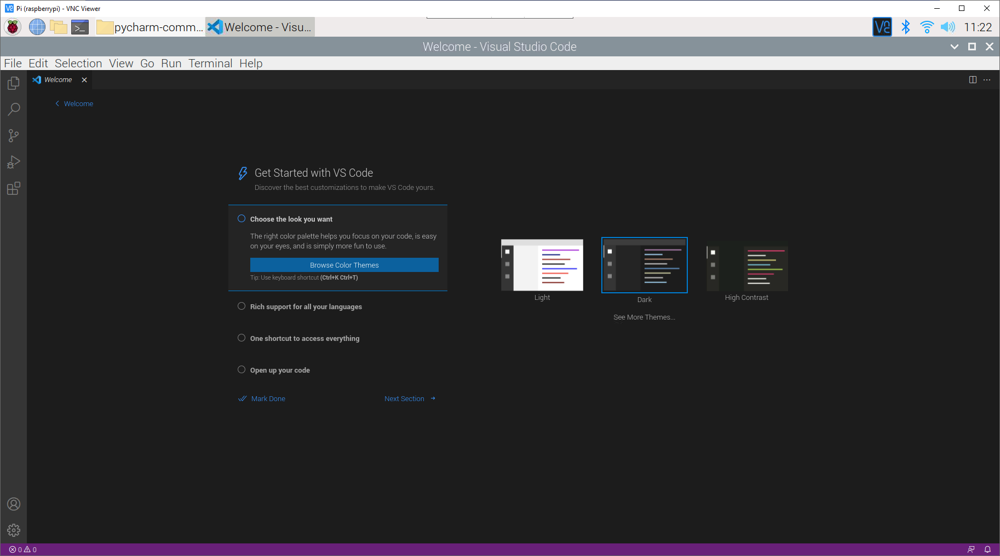 Pi (raspberrypi) - VNC Viewer
pycharm-comm... Welcome - Visu... 11:22
Welcome - Visual Studio Code
File Edit Selection View Go Run Terminal Help
Welcome
Welcome
Get Started with VS Code
Discover the best customizations to make VS Code yours.
Choose the look you want
The right color palette helps you focus on your code, is easy
on your eyes, and is simply more fun to use.
Browse Color Themes
Tip: Use keyboard shortcut (Ctrl+K Ctrl+T)
Light
Dark
High Contrast
See More Themes...
Rich support for all your languages
One shortcut to access everything
Open up your code
Mark Done
Next Section
0 0